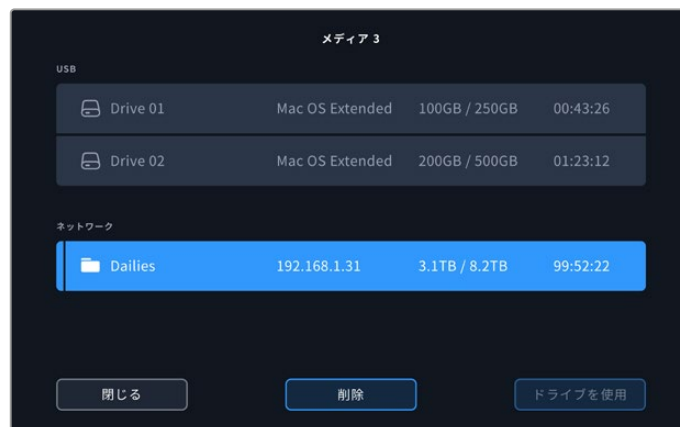 メディア 3
USB
Drive 01 Mac OS Extended 100GB / 250GB 00:43:26
Drive 02 Mac OS Extended 200GB / 500GB 01:23:12
ネットワーク
Dailies 192.168.1.31 3.1TB / 8.2TB 99:52:22
閉じる 削除 ドライブを使用